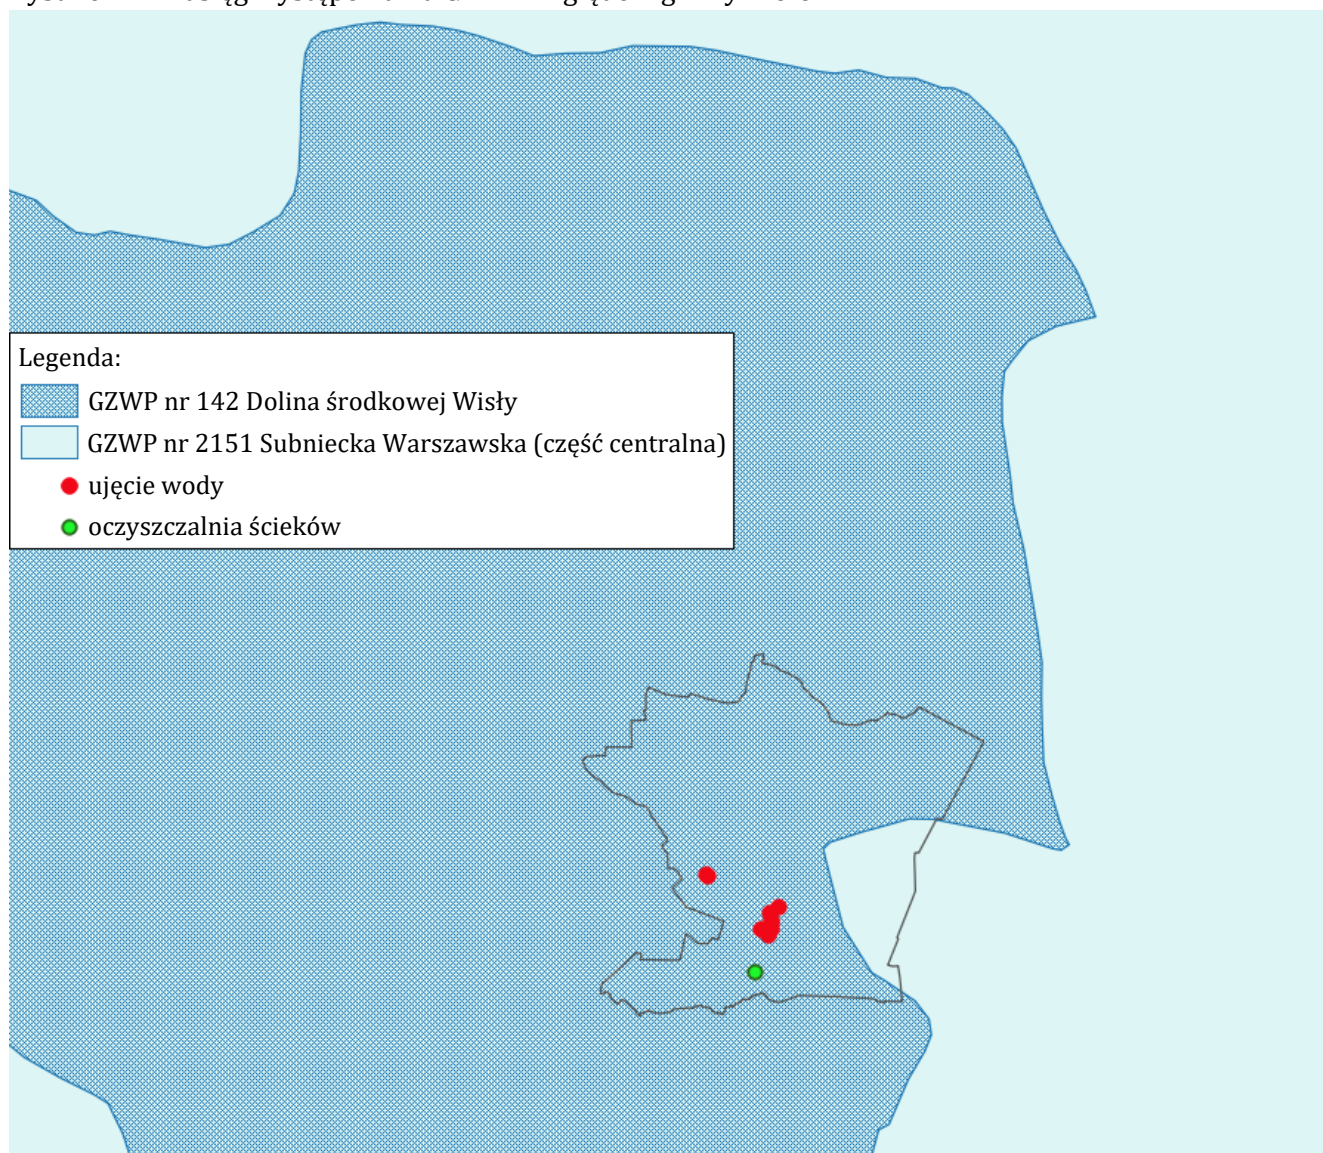 Legenda:
GZWP nr 142 Dolina środkowej Wisły
GZWP nr 2151 Subniecka Warszawska (część centralna)
ujęcie wody
oczyszczalnia ścieków